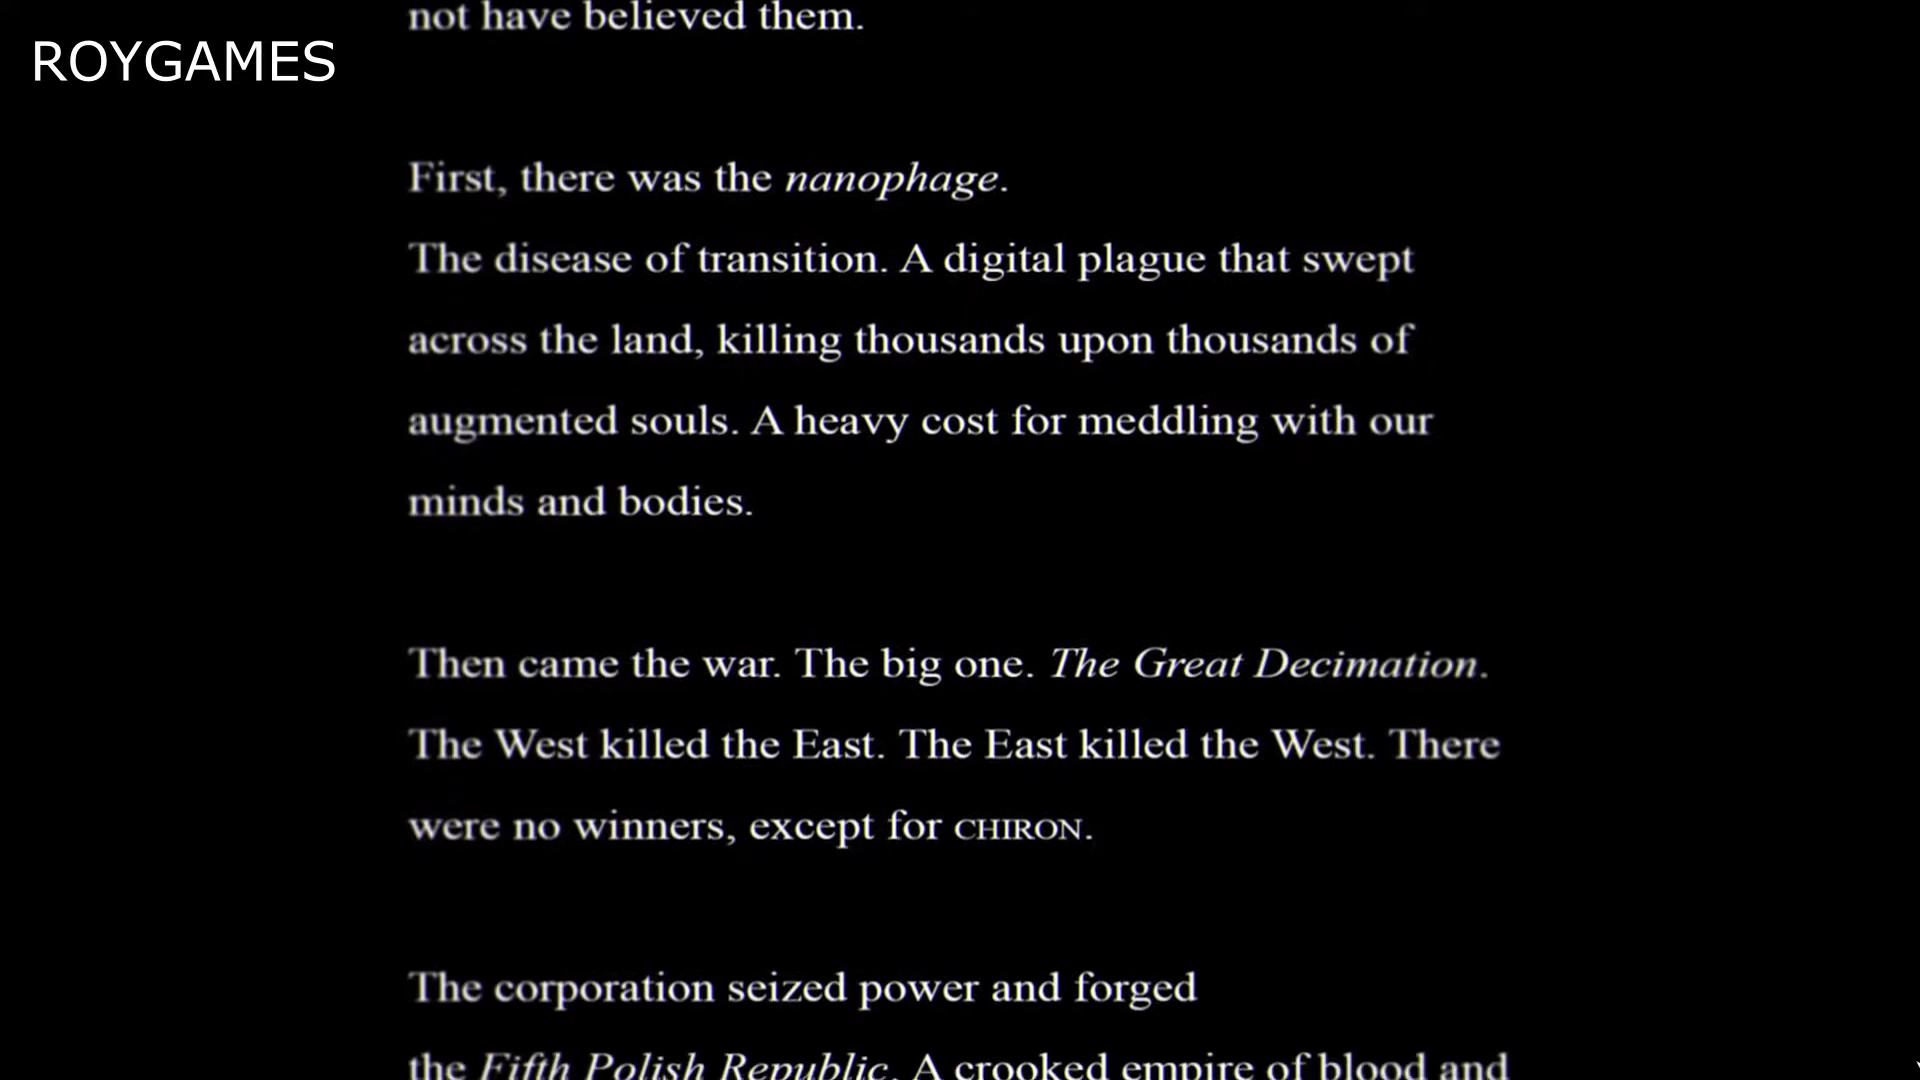 not have believed them.
ROYGAMES
First, there was the nanophage.
The disease of transition. A digital plague that swept
across the land, killing thousands upon thousands of
augmented souls. A heavy cost for meddling with our
minds and bodies.
Then came the war. The big one. The Great Decimation.
The West killed the East. The East killed the West. There
were no winners, except for CHIRON.
The corporation seized power and forged
the Fifth Polish Republic. A crooked empire of blood and